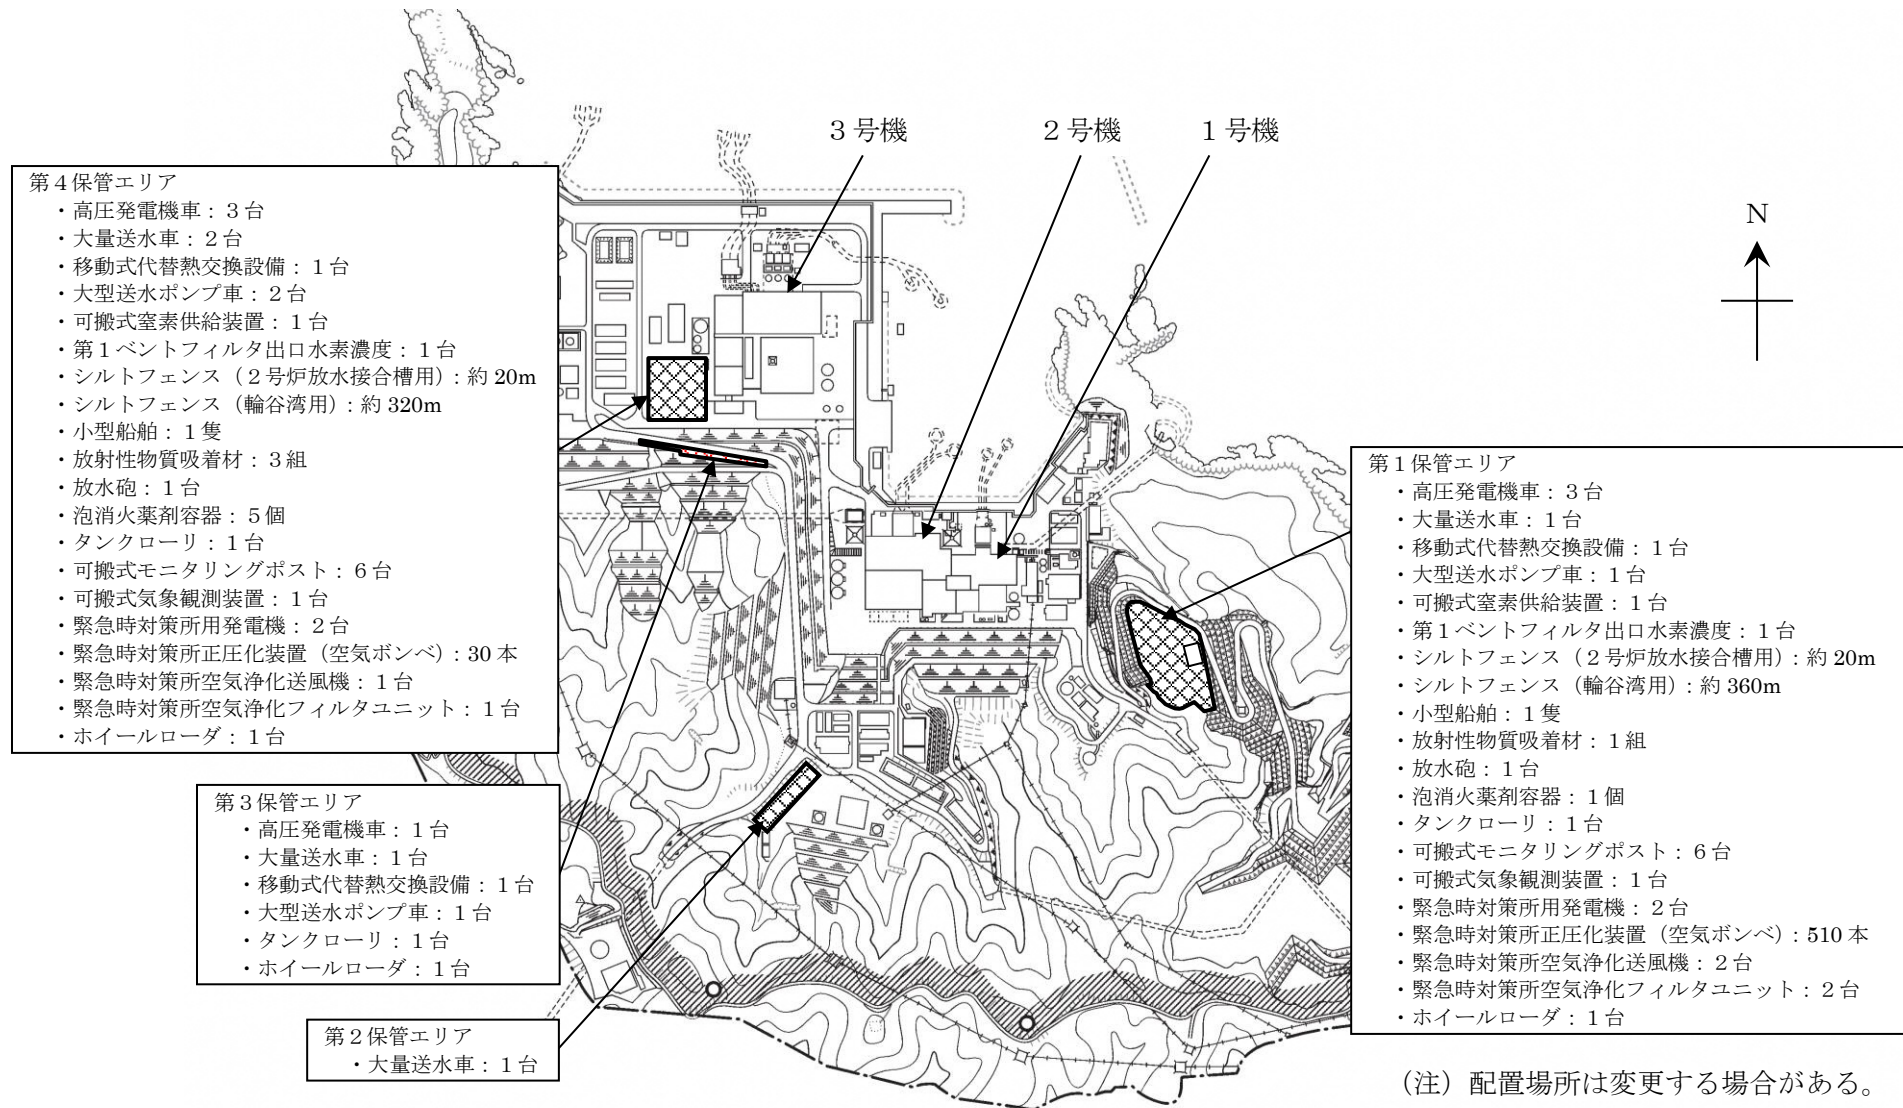 3号機
2号機
1号機
N
第4保管エリア
・高圧発電機車：3台
・大量送水車：2台
・移動式代替熱交換設備：1台
・大型送水ポンプ車：2台
・可搬式窒素供給装置：1台
・第1ベントフィルタ出口水素濃度：1台
・シルトフェンス（2号炉放水接合槽用）：約20m
・シルトフェンス（輪谷湾用）：約320m
・小型船舶：1隻
・放射性物質吸着材：3組
・放水砲：1台
・泡消火薬剤容器：5個
・タンクローリ：1台
・可搬式モニタリングポスト：6台
・可搬式気象観測装置：1台
・緊急時対策所用発電機：2台
・緊急時対策所正圧化装置（空気ボンベ）：30本
・緊急時対策所空気浄化送風機：1台
・緊急時対策所空気浄化フィルタユニット：1台
・ホイールローダ：1台
第3保管エリア
・高圧発電機車：1台
・大量送水車：1台
・移動式代替熱交換設備：1台
・大型送水ポンプ車：1台
・タンクローリ：1台
・ホイールローダ：1台
第2保管エリア
・大量送水車：1台
第1保管エリア
・高圧発電機車：3台
・大量送水車：1台
・移動式代替熱交換設備：1台
・大型送水ポンプ車：1台
・可搬式窒素供給装置：1台
・第1ベントフィルタ出口水素濃度：1台
・シルトフェンス（2号炉放水接合槽用）：約20m
・シルトフェンス（輪谷湾用）：約360m
・小型船舶：1隻
・放射性物質吸着材：1組
・放水砲：1台
・泡消火薬剤容器：1個
・タンクローリ：1台
・可搬式モニタリングポスト：6台
・可搬式気象観測装置：1台
・緊急時対策所用発電機：2台
・緊急時対策所正圧化装置（空気ボンベ）：510本
・緊急時対策所空気浄化送風機：2台
・緊急時対策所空気浄化フィルタユニット：2台
・ホイールローダ：1台
（注）配置場所は変更する場合がある。